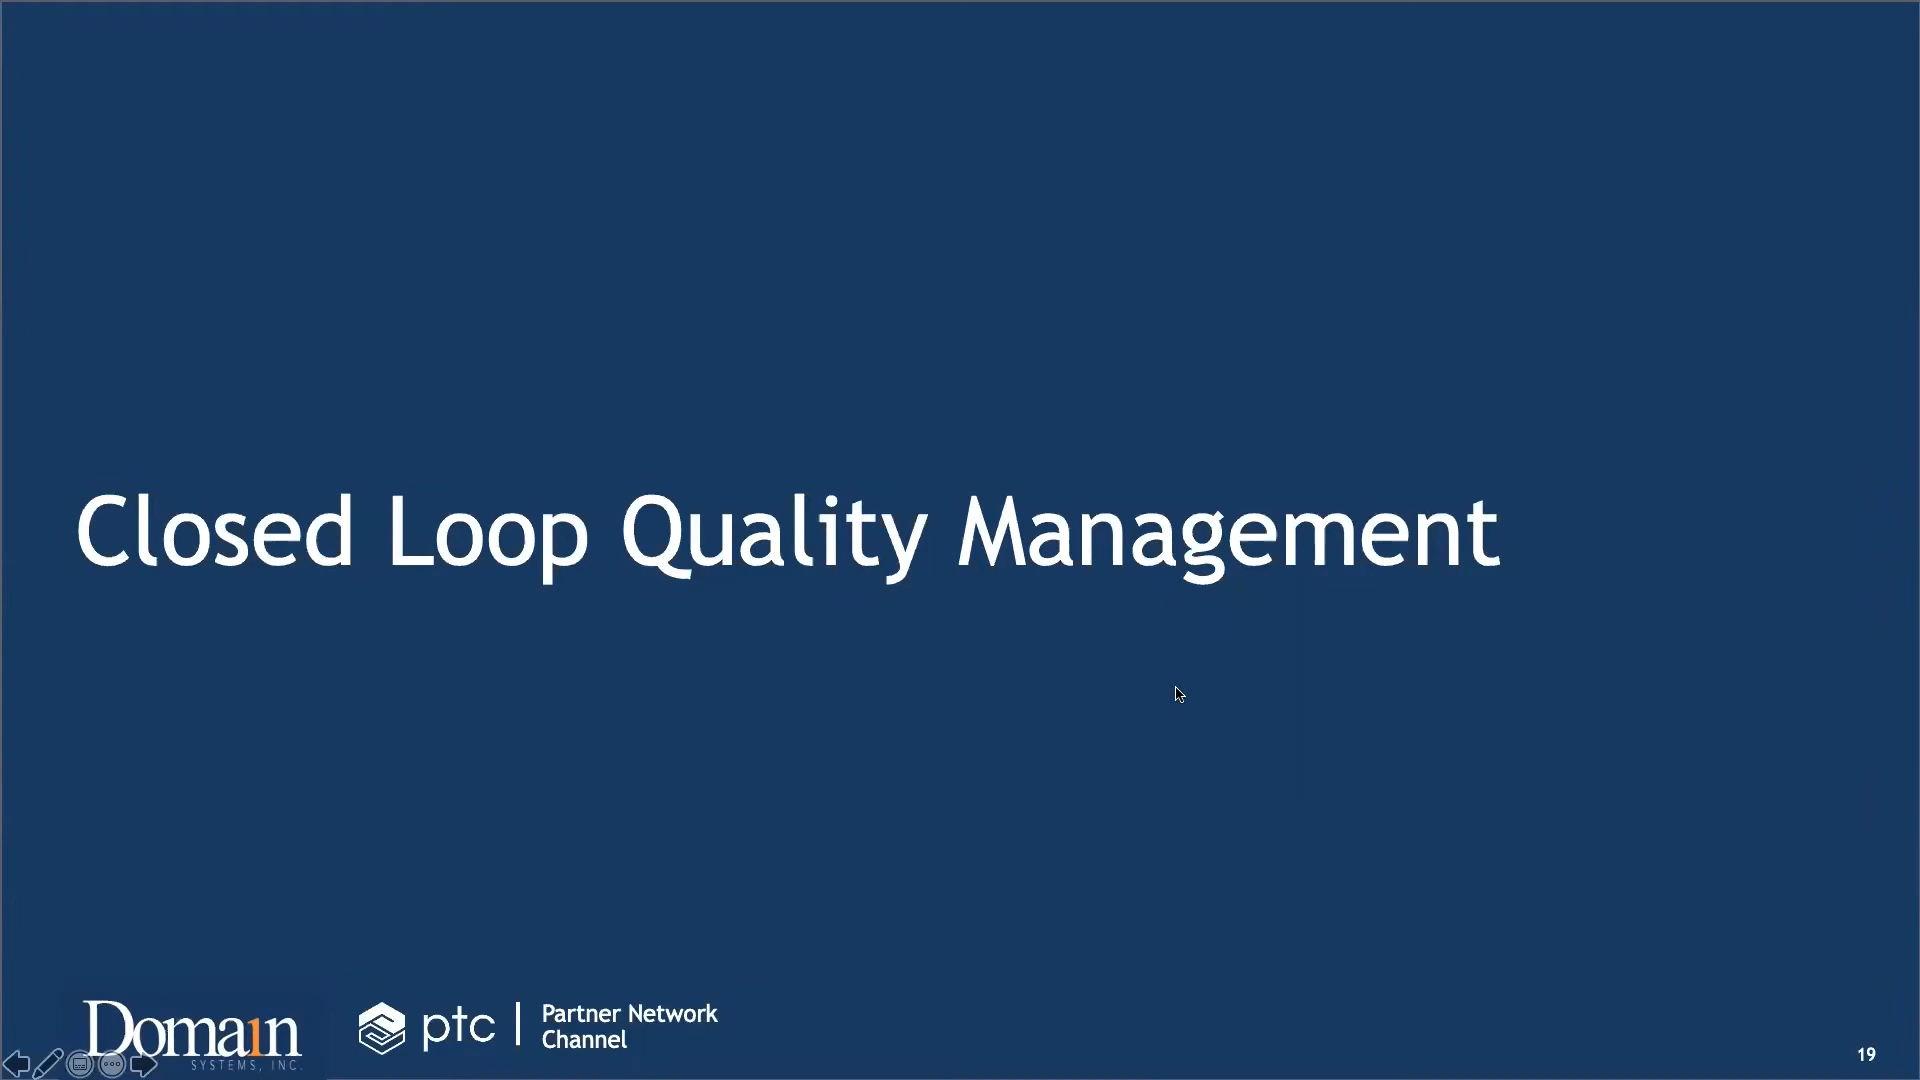 Closed Loop Quality Management
Domain
SYSTEMS, INC.
ptc
Partner Network
Channel
19